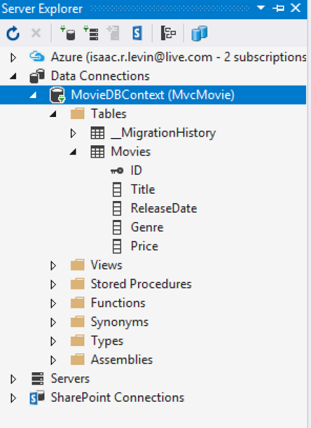 Server Explorer
Azure (isaac.r.levin@live.com - 2 subscriptions
Data Connections
MovieDBContext (MvcMovie)
Tables
__MigrationHistory
Movies
ID
Title
ReleaseDate
Genre
Price
Views
Stored Procedures
Functions
Synonyms
Types
Assemblies
Servers
SharePoint Connections